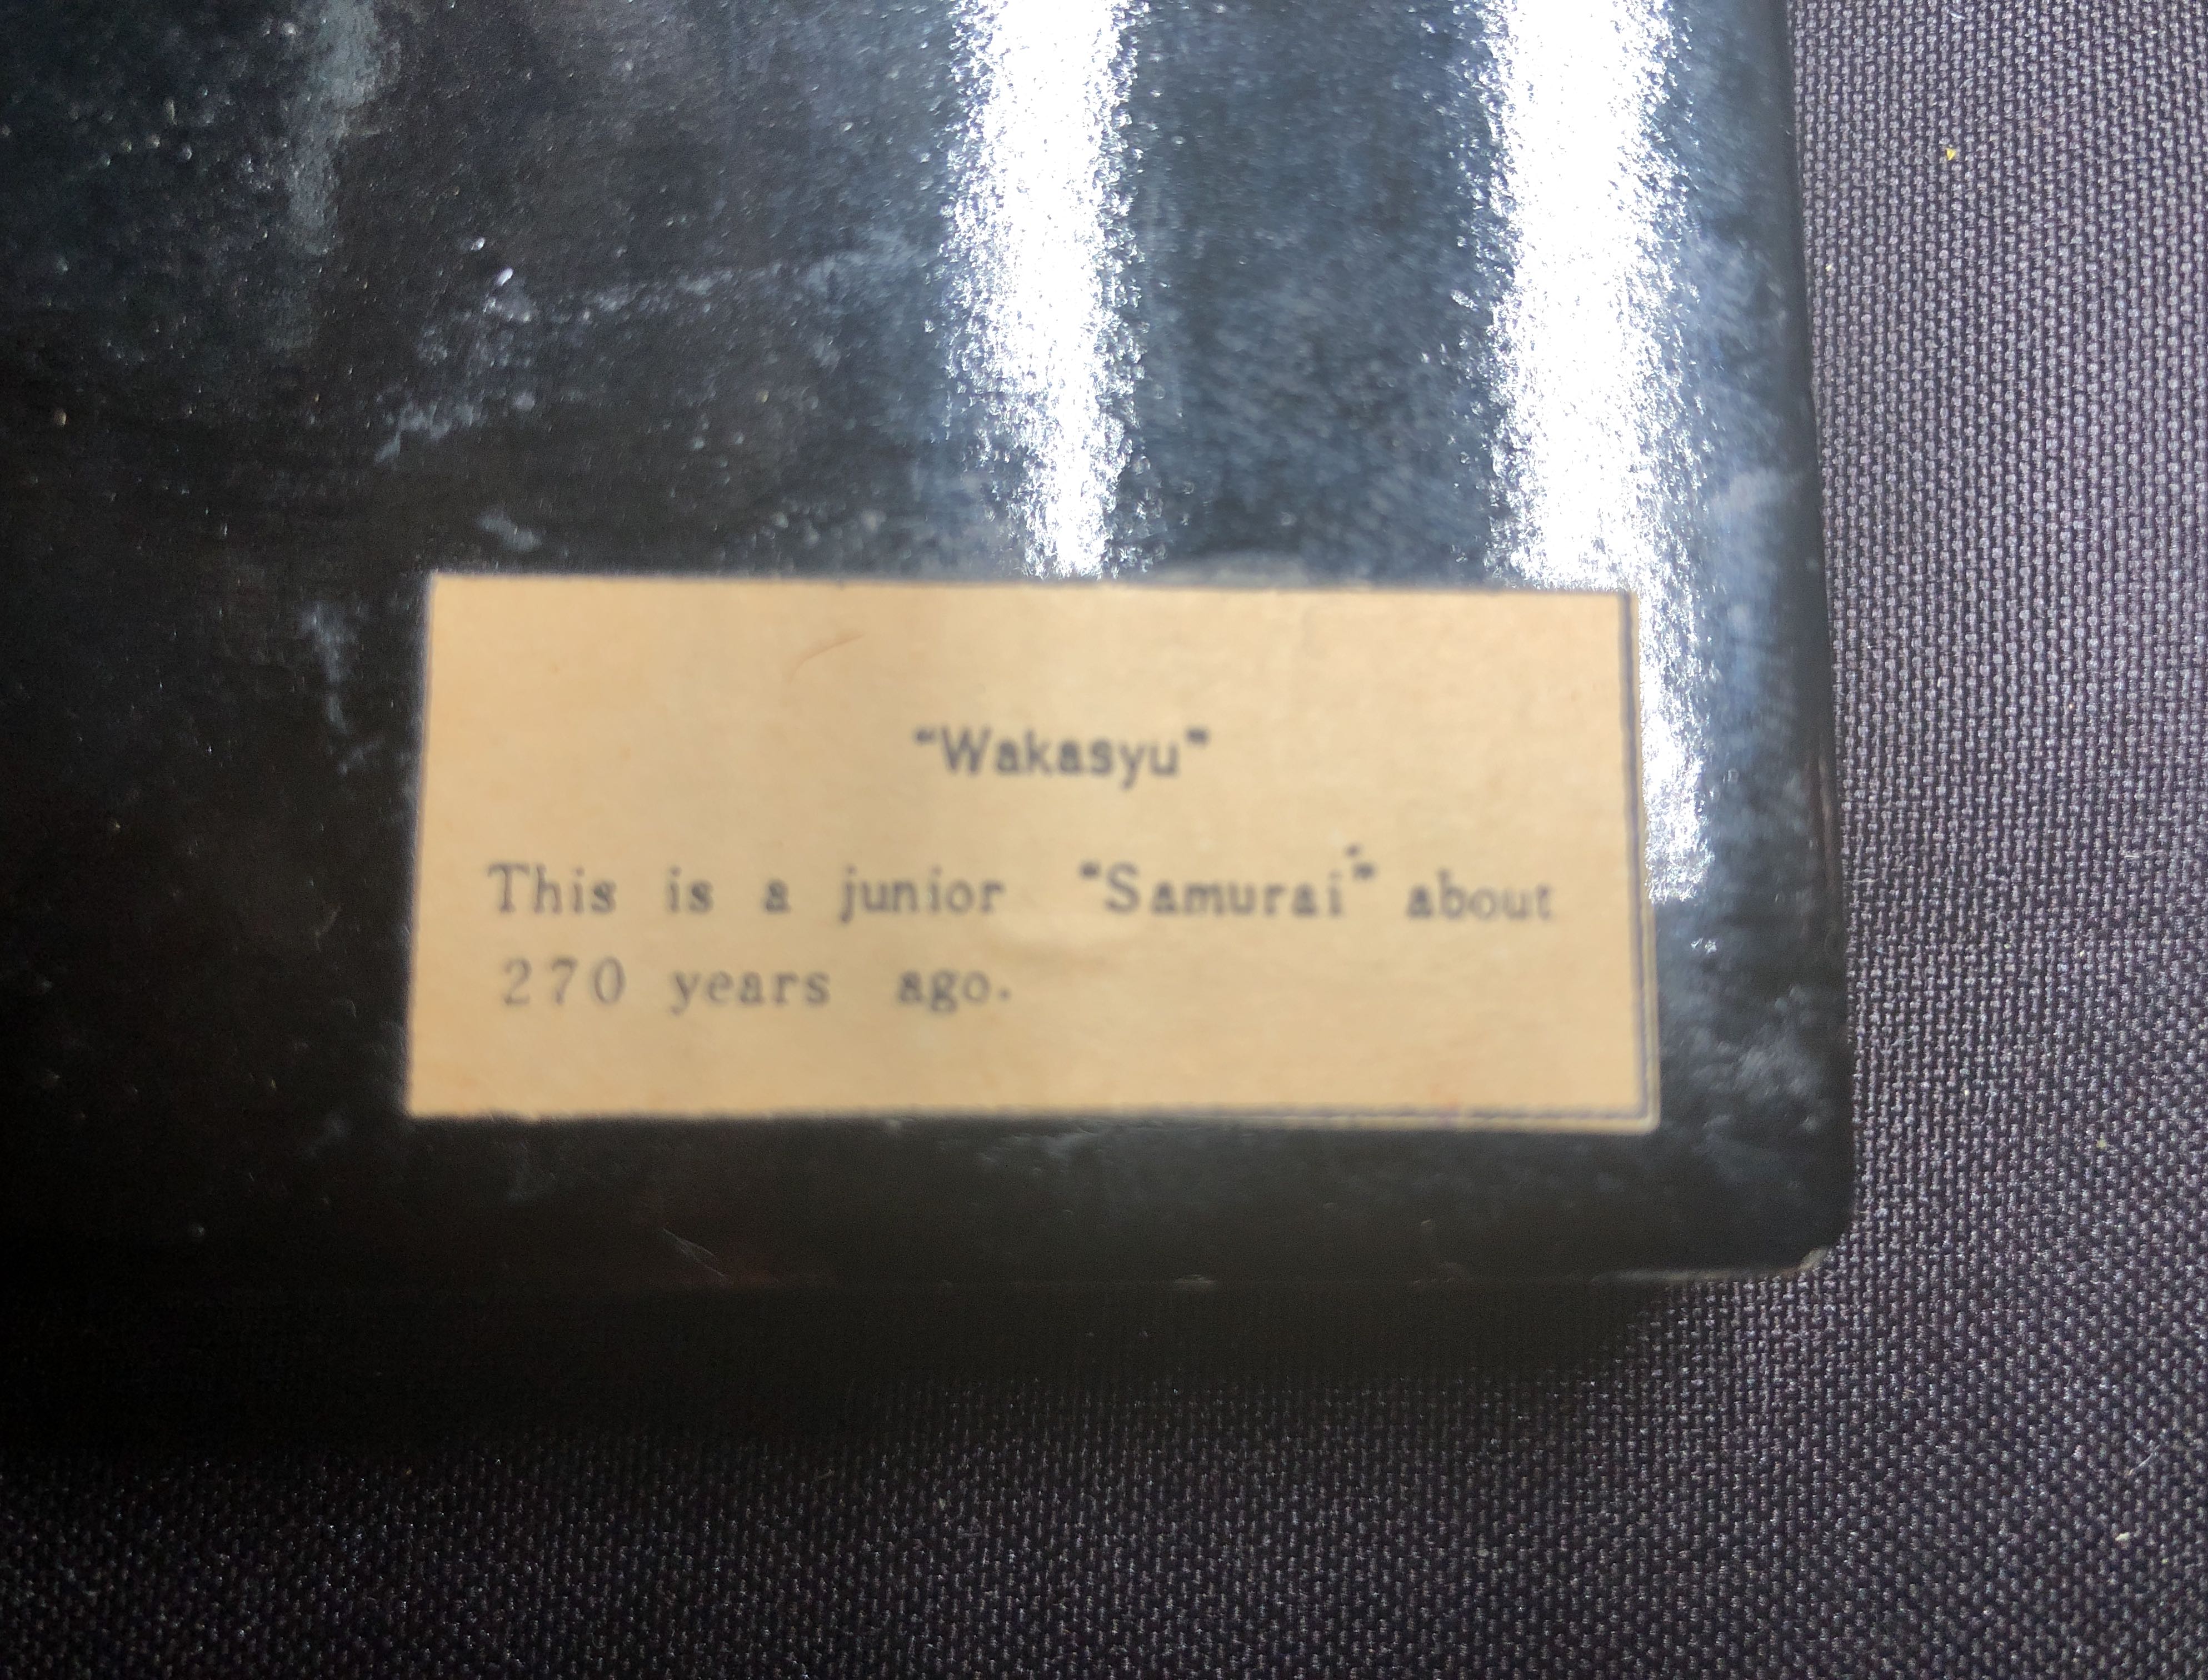 “Wakasyu”
This is a junior “Samurai” about
270 years ago.